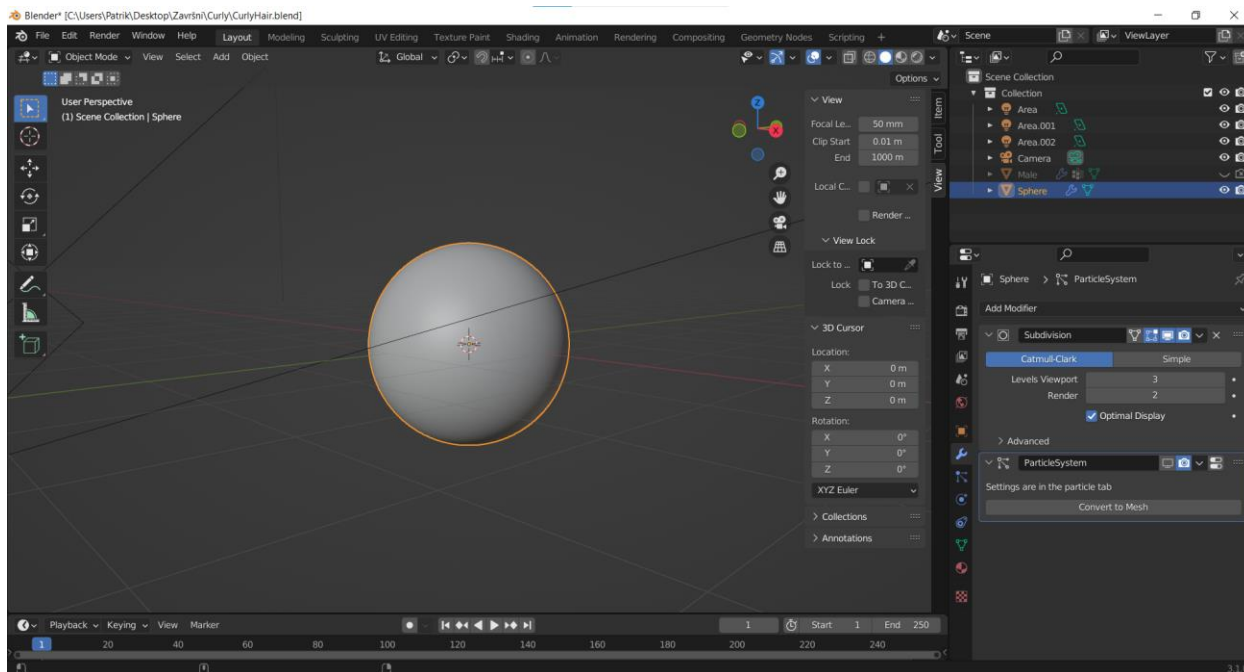 Blender* [C:\Users\Patrik\Desktop\Završni\Curly\CurlyHair.blend]
File Edit Render Window Help Layout Modeling Sculpting UV Editing Texture Paint Shading Animation Rendering Compositing Geometry Nodes Scripting + Scene ViewLayer
Object Mode View Select Add Object Global
Options
User Perspective
(1) Scene Collection | Sphere
Z
X
View
Focal Le... 50 mm
Clip Start 0.01 m
End 1000 m
Local C...
Render ...
View Lock
Lock to ...
Lock To 3D C...
Camera ...
3D Cursor
Location:
X 0 m
Y 0 m
Z 0 m
Rotation:
X 0°
Y 0°
Z 0°
XYZ Euler
Collections
Annotations
Item
Tool
View
Scene Collection
Collection
Area
Area.001
Area.002
Camera
Male
Sphere
Sphere > ParticleSystem
Add Modifier
Subdivision
Catmull-Clark Simple
Levels Viewport 3
Render 2
Optimal Display
Advanced
ParticleSystem
Settings are in the particle tab
Convert to Mesh
Playback Keying View Marker 1 Start 1 End 250
1 20 40 60 80 100 120 140 160 180 200 220 240